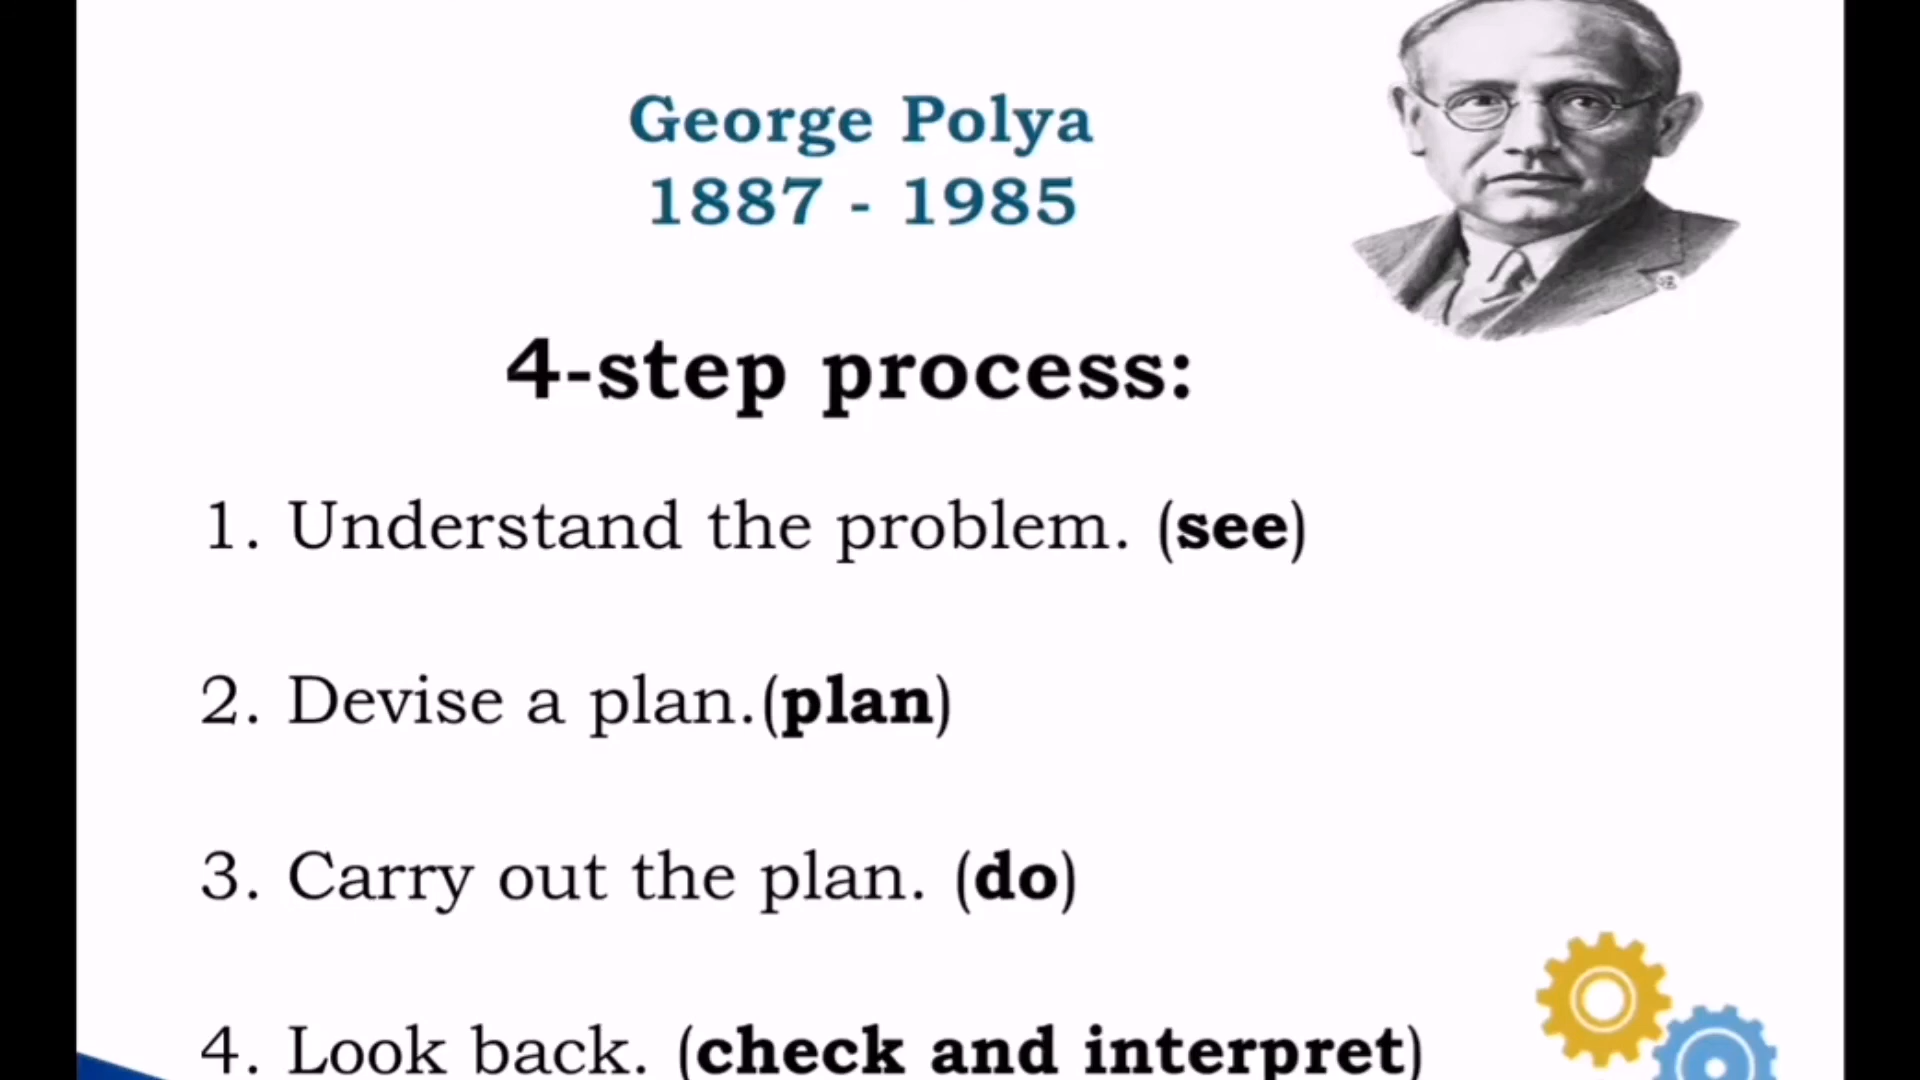 George Polya
1887 - 1985
4-step process:
1. Understand the problem. (see)
2. Devise a plan.(plan)
3. Carry out the plan. (do)
4. Look back. (check and interpret)